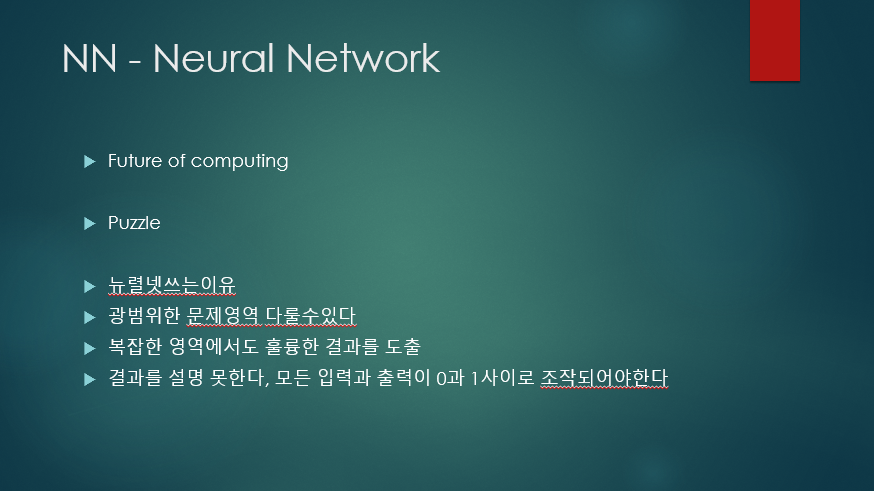 NN - Neural Network
Future of computing
Puzzle
뉴럴넷쓰는이유
광범위한 문제영역 다룰수있다
복잡한 영역에서도 훌륭한 결과를 도출
결과를 설명 못한다, 모든 입력과 출력이 0과 1사이로 조작되어야한다